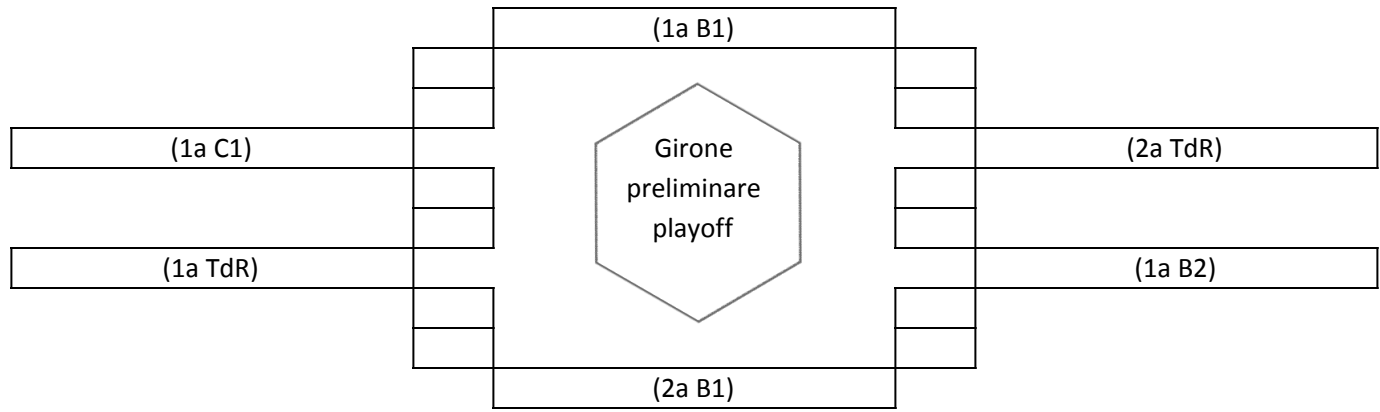 (1a B1)
(1a C1)
Girone
preliminare
playoff
(2a TdR)
(1a TdR)
(1a B2)
(2a B1)